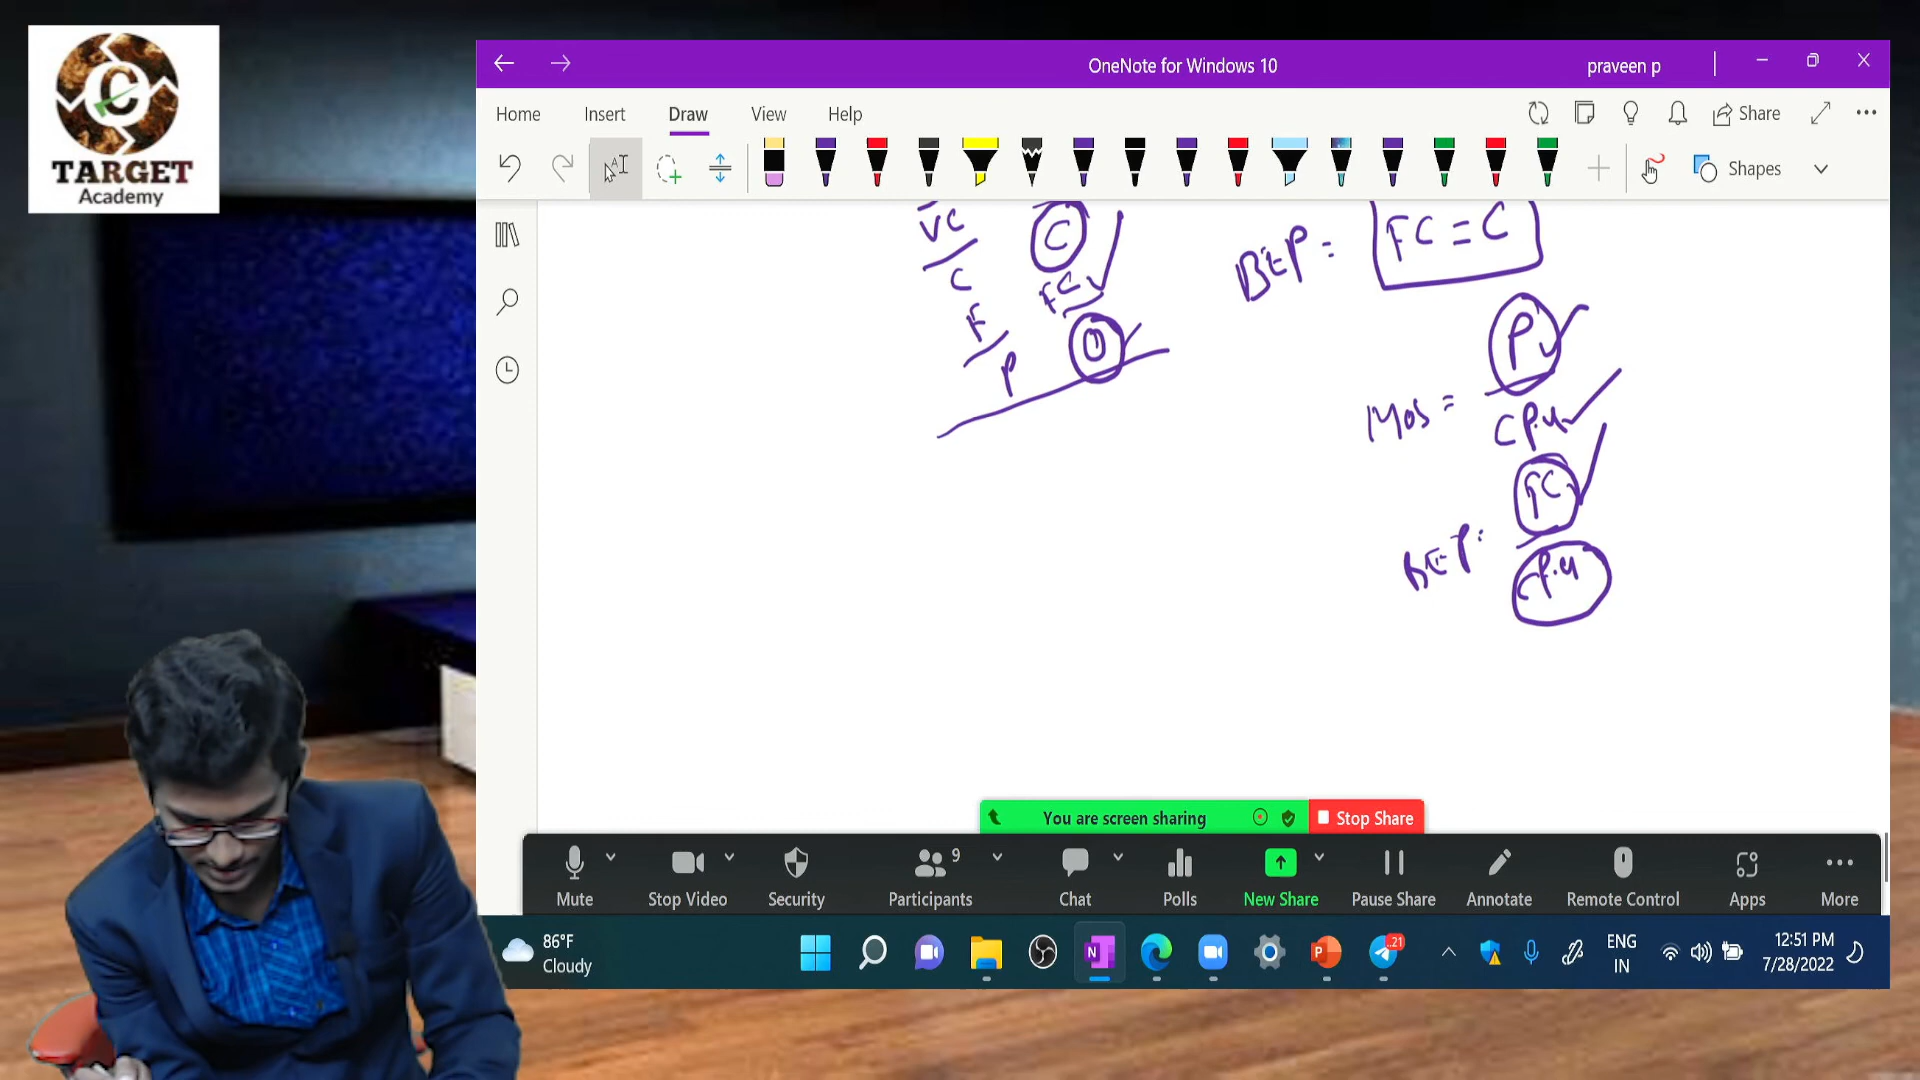 C
TARGET
Academy
OneNote for Windows 10
praveen p
Home Insert Draw View Help
Share
Shapes
VC C
C FC
F O
P
BEP = FC = C
MOS = P
C P.U
BEP: FC
C P.U
You are screen sharing
Stop Share
9
Mute Stop Video Security Participants Chat Polls New Share Pause Share Annotate Remote Control Apps More
86°F
Cloudy
..21
ENG
IN
12:51 PM
7/28/2022